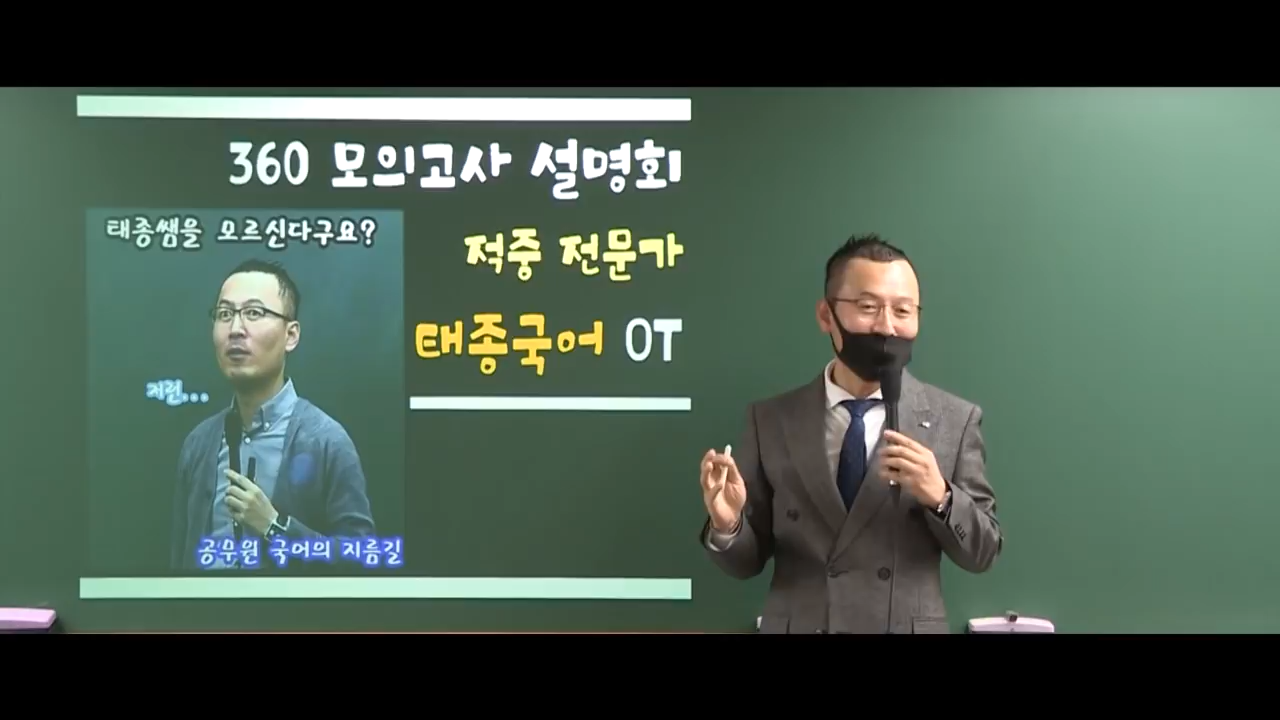 360 모의고사 설명회
태종쌤을 모르신다구요?
적중 전문가
태종국어 OT
저런...
공무원 국어의 지름길